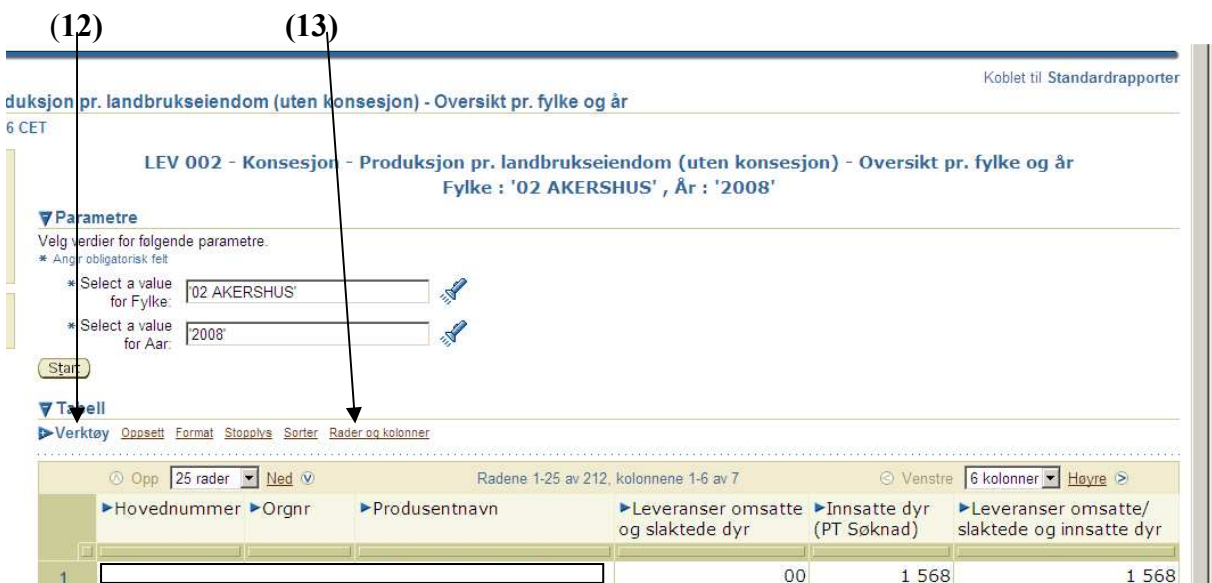 (12) (13)
Koblet til Standardrapporter
duksjon pr. landbrukseiendom (uten konsesjon) - Oversikt pr. fylke og år
6 CET
LEV 002 - Konsesjon - Produksjon pr. landbrukseiendom (uten konsesjon) - Oversikt pr. fylke og år
Fylke : '02 AKERSHUS' , År : '2008'
Parametre
Velg verdier for følgende parametre.
* Angir obligatorisk felt
* Select a value
for Fylke: '02 AKERSHUS'
* Select a value
for Aar: '2008'
Start
Tabell
Verktøy Oppsett Format Stopplys Sorter Rader og kolonner
Opp 25 rader Ned Radene 1-25 av 212, kolonnene 1-6 av 7 Venstre 6 kolonner Høyre
Hovednummer Orgnr Produsentnavn Leveranser omsatte Innsatte dyr Leveranser omsatte/
og slaktede dyr (PT Søknad) slaktede og innsatte dyr
1 00 1 568 1 568